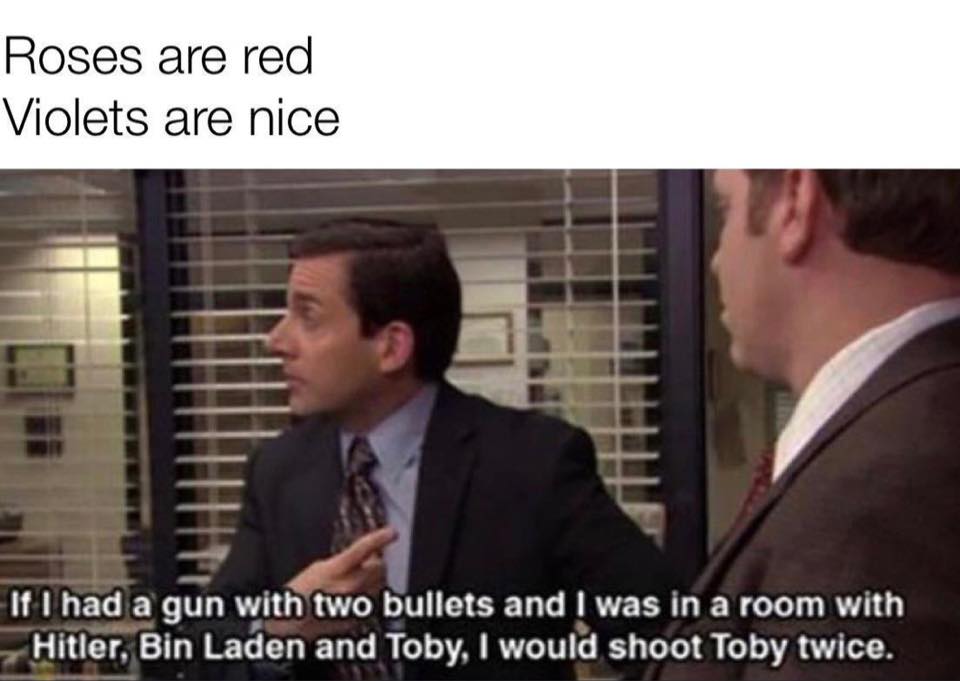 Roses are red
Violets are nice
If I had a gun with two bullets and I was in a room with
Hitler, Bin Laden and Toby, I would shoot Toby twice.